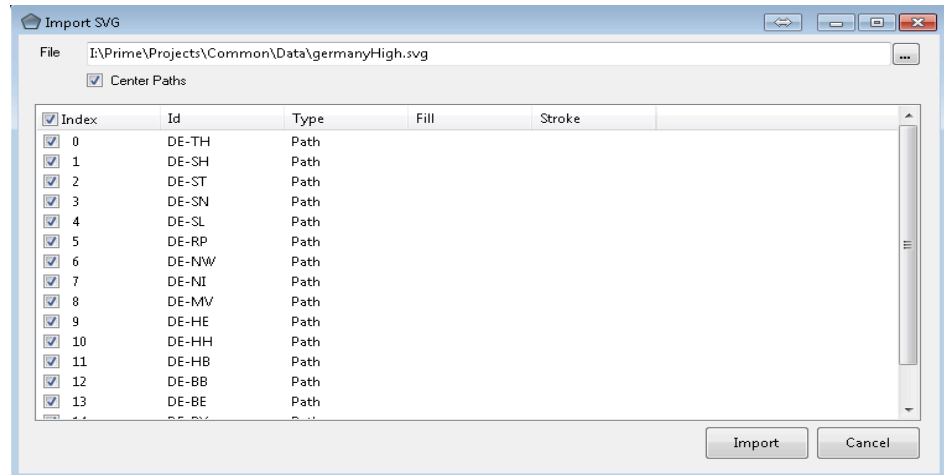 Import SVG
File I:\Prime\Projects\Common\Data\germanyHigh.svg ...
Center Paths
Index Id Type Fill Stroke
0 DE-TH Path
1 DE-SH Path
2 DE-ST Path
3 DE-SN Path
4 DE-SL Path
5 DE-RP Path
6 DE-NW Path
7 DE-NI Path
8 DE-MV Path
9 DE-HE Path
10 DE-HH Path
11 DE-HB Path
12 DE-BB Path
13 DE-BE Path
Import Cancel